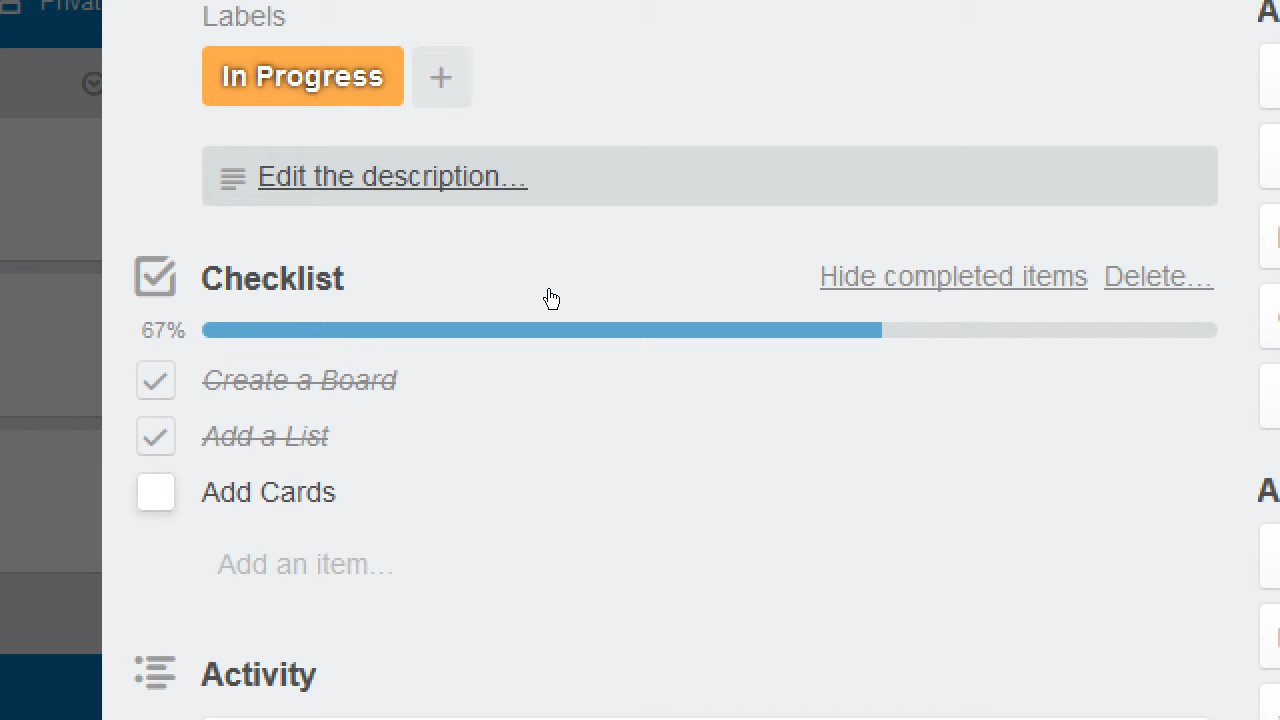 Privat
Labels
In Progress
+
Edit the description…
Checklist
Hide completed items Delete…
67%
Create a Board
Add a List
Add Cards
Add an item…
Activity
A
A